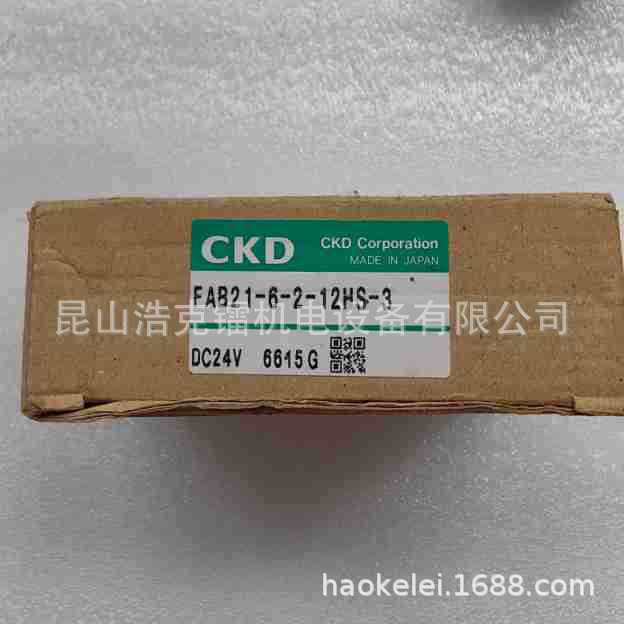 CKD
CKD Corporation
MADE IN JAPAN
FAB21-6-2-12HS-3
昆山浩克镭机电设备有限公司
DC24V 6615G
haokelei.1688.com